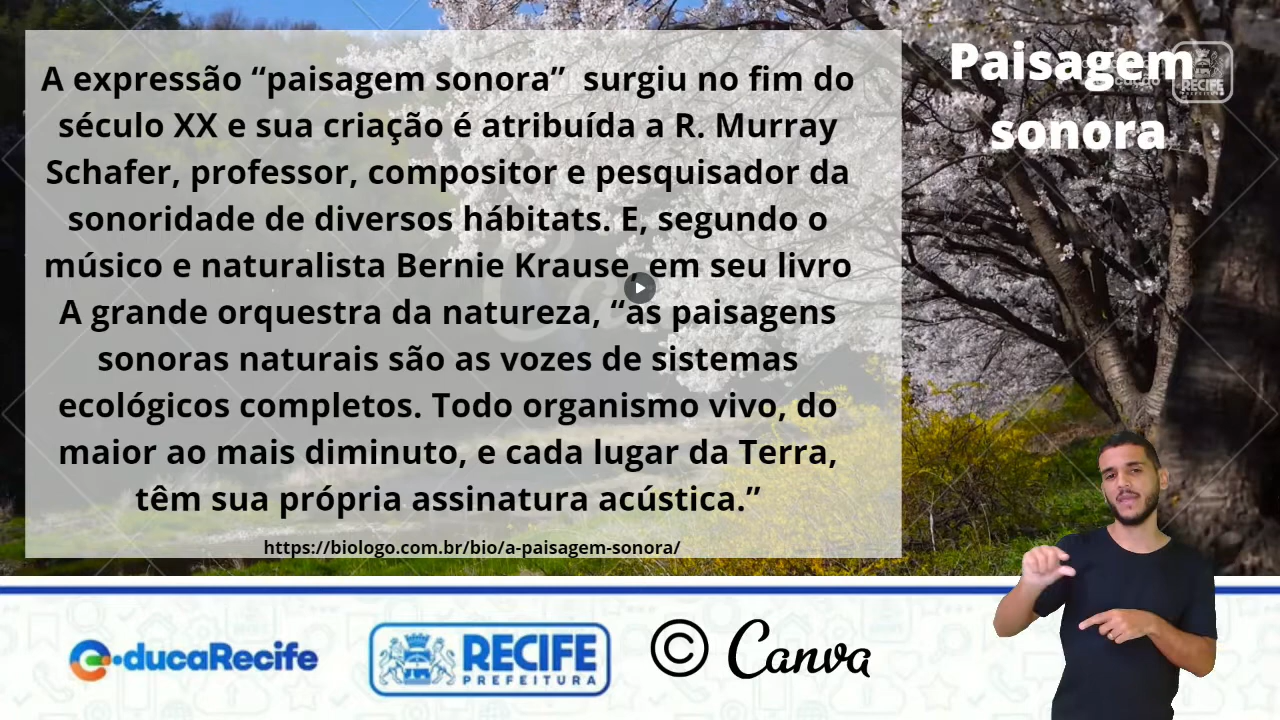 A expressão “paisagem sonora”  surgiu no fim do
século XX e sua criação é atribuída a R. Murray
Schafer, professor, compositor e pesquisador da
sonoridade de diversos hábitats. E, segundo o
músico e naturalista Bernie Krause, em seu livro
A grande orquestra da natureza, “as paisagens
sonoras naturais são as vozes de sistemas
ecológicos completos. Todo organismo vivo, do
maior ao mais diminuto, e cada lugar da Terra,
têm sua própria assinatura acústica.”
https://biologo.com.br/bio/a-paisagem-sonora/
Paisagem
sonora
RECIFE
PREFEITURA
ducaRecife
RECIFE
PREFEITURA
© Canva